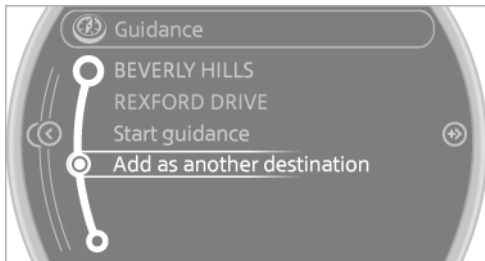 Guidance
BEVERLY HILLS
REXFORD DRIVE
Start guidance
Add as another destination